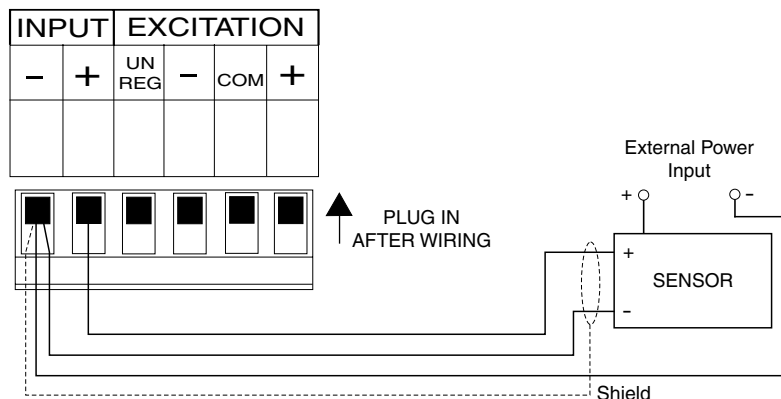 INPUT EXCITATION
- + UN REG - COM +
PLUG IN
AFTER WIRING
External Power
Input
+ -
+
SENSOR
-
Shield